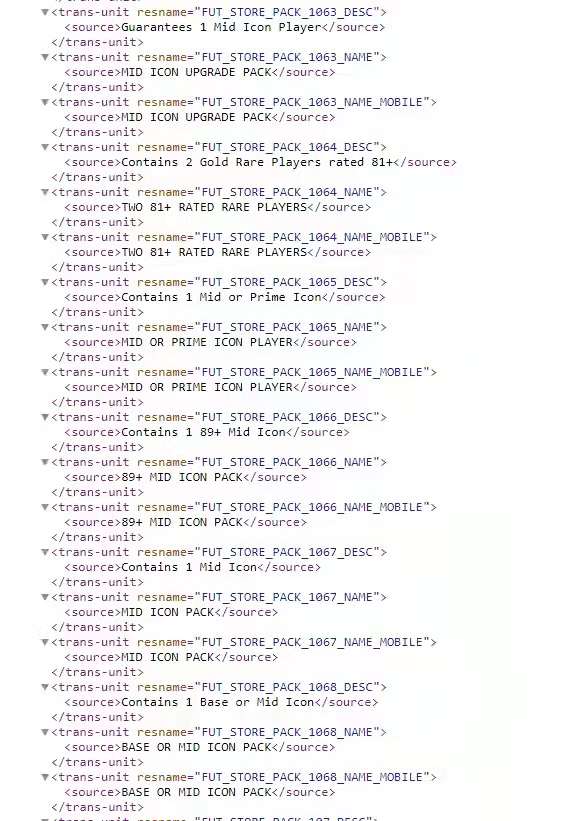 <trans-unit resname="FUT_STORE_PACK_1063_DESC">
<source>Guarantees 1 Mid Icon Player</source>
</trans-unit>
<trans-unit resname="FUT_STORE_PACK_1063_NAME">
<source>MID ICON UPGRADE PACK</source>
</trans-unit>
<trans-unit resname="FUT_STORE_PACK_1063_NAME_MOBILE">
<source>MID ICON UPGRADE PACK</source>
</trans-unit>
<trans-unit resname="FUT_STORE_PACK_1064_DESC">
<source>Contains 2 Gold Rare Players rated 81+</source>
</trans-unit>
<trans-unit resname="FUT_STORE_PACK_1064_NAME">
<source>TWO 81+ RATED RARE PLAYERS</source>
</trans-unit>
<trans-unit resname="FUT_STORE_PACK_1064_NAME_MOBILE">
<source>TWO 81+ RATED RARE PLAYERS</source>
</trans-unit>
<trans-unit resname="FUT_STORE_PACK_1065_DESC">
<source>Contains 1 Mid or Prime Icon</source>
</trans-unit>
<trans-unit resname="FUT_STORE_PACK_1065_NAME">
<source>MID OR PRIME ICON PLAYER</source>
</trans-unit>
<trans-unit resname="FUT_STORE_PACK_1065_NAME_MOBILE">
<source>MID OR PRIME ICON PLAYER</source>
</trans-unit>
<trans-unit resname="FUT_STORE_PACK_1066_DESC">
<source>Contains 1 89+ Mid Icon</source>
</trans-unit>
<trans-unit resname="FUT_STORE_PACK_1066_NAME">
<source>89+ MID ICON PACK</source>
</trans-unit>
<trans-unit resname="FUT_STORE_PACK_1066_NAME_MOBILE">
<source>89+ MID ICON PACK</source>
</trans-unit>
<trans-unit resname="FUT_STORE_PACK_1067_DESC">
<source>Contains 1 Mid Icon</source>
</trans-unit>
<trans-unit resname="FUT_STORE_PACK_1067_NAME">
<source>MID ICON PACK</source>
</trans-unit>
<trans-unit resname="FUT_STORE_PACK_1067_NAME_MOBILE">
<source>MID ICON PACK</source>
</trans-unit>
<trans-unit resname="FUT_STORE_PACK_1068_DESC">
<source>Contains 1 Base or Mid Icon</source>
</trans-unit>
<trans-unit resname="FUT_STORE_PACK_1068_NAME">
<source>BASE OR MID ICON PACK</source>
</trans-unit>
<trans-unit resname="FUT_STORE_PACK_1068_NAME_MOBILE">
<source>BASE OR MID ICON PACK</source>
</trans-unit>